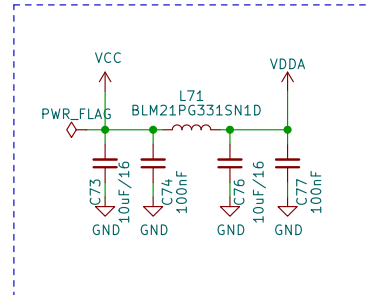 VCC
VDDA
L71
BLM21PG331SN1D
PWR_FLAG
C73
10uF/16
C74
100nF
C76
10uF/16
C77
100nF
GND
GND
GND
GND